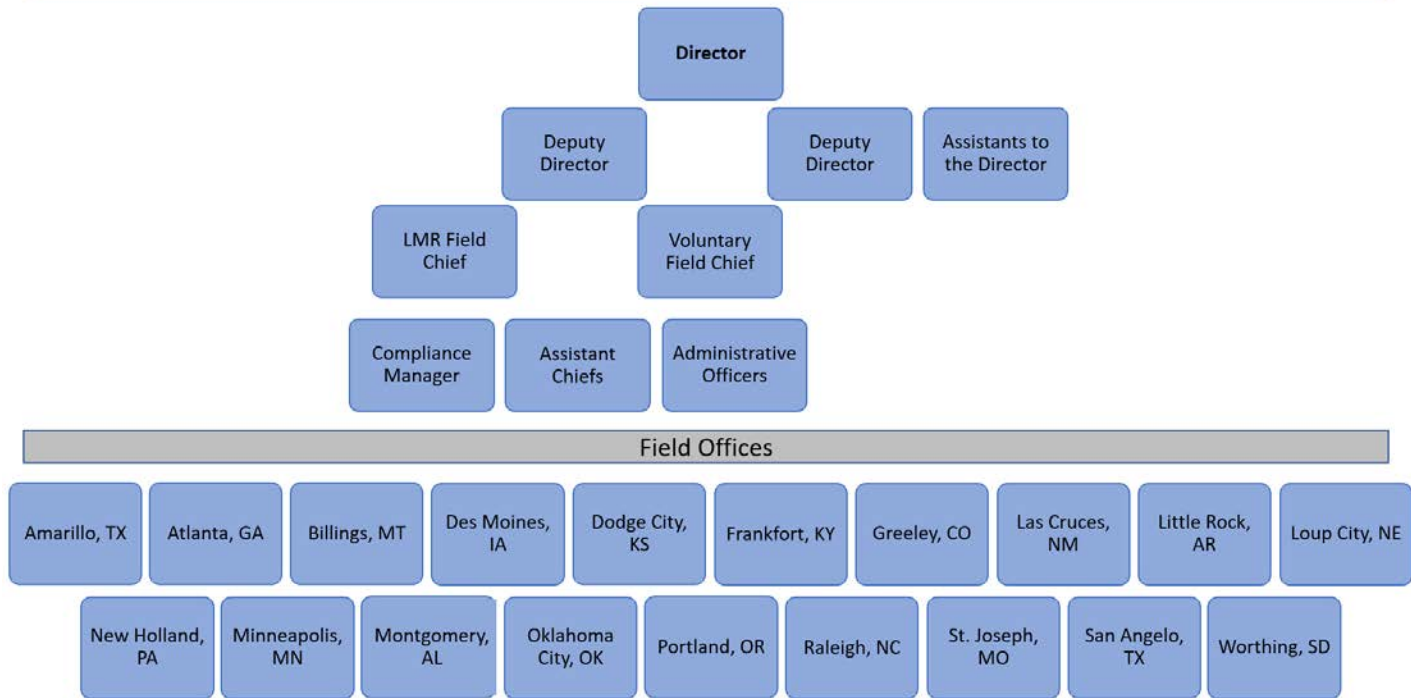 Director
Deputy
Director
Deputy
Director
Assistants to
the Director
LMR Field
Chief
Voluntary
Field Chief
Compliance
Manager
Assistant
Chiefs
Administrative
Officers
Field Offices
Amarillo, TX
Atlanta, GA
Billings, MT
Des Moines,
IA
Dodge City,
KS
Frankfort, KY
Greeley, CO
Las Cruces,
NM
Little Rock,
AR
Loup City, NE
New Holland,
PA
Minneapolis,
MN
Montgomery,
AL
Oklahoma
City, OK
Portland, OR
Raleigh, NC
St. Joseph,
MO
San Angelo,
TX
Worthing, SD